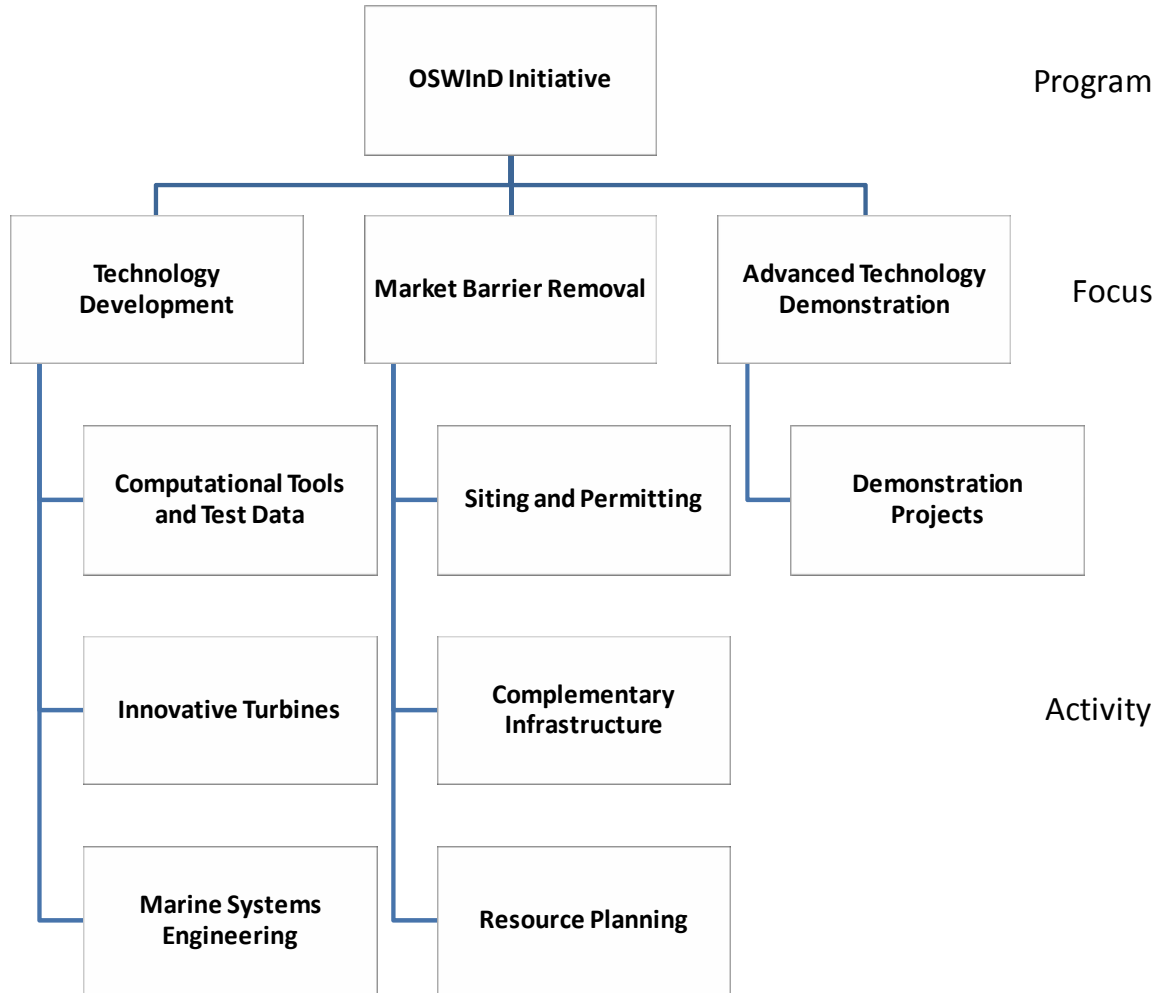 OSWInD Initiative
Program
Technology
Development
Market Barrier Removal
Advanced Technology
Demonstration
Focus
Computational Tools
and Test Data
Siting and Permitting
Demonstration
Projects
Innovative Turbines
Complementary
Infrastructure
Activity
Marine Systems
Engineering
Resource Planning